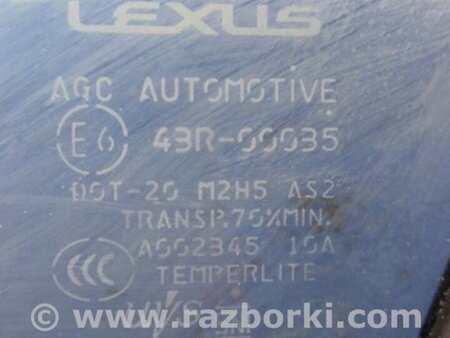 LEXUS
AGC AUTOMOTIVE
E6 43R-00035
DOT-20 M2H5 AS2
TRANSP.70%MIN.
CCC A002345 10A
TEMPERLITE
© www.razborki.com